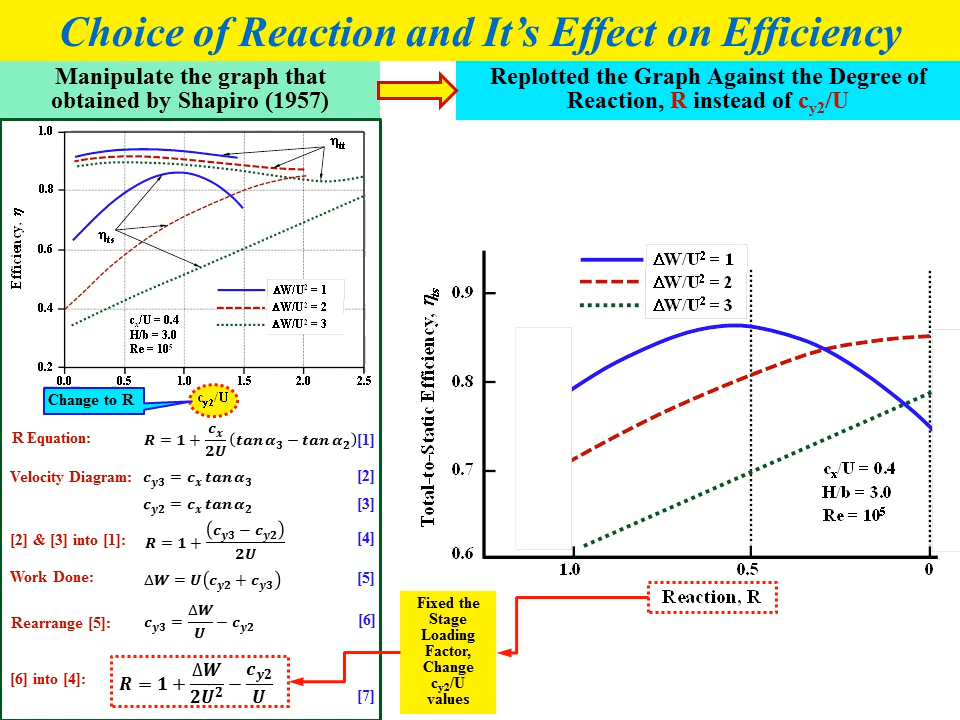 Choice of Reaction and It's Effect on Efficiency
Manipulate the graph that
obtained by Shapiro (1957)
Replotted the Graph Against the Degree of
Reaction, R instead of cy2/U
1.0
0.8
0.6
0.4
0.2
Efficiency, η
ηtt
ηts
ΔW/U² = 1
ΔW/U² = 2
ΔW/U² = 3
cx/U = 0.4
H/b = 3.0
Re = 10⁵
0.0 0.5 1.0 1.5 2.0 2.5
Change to R
cy2/U
R Equation: R = 1 + cx/2U (tan α3 − tan α2) [1]
Velocity Diagram: cy3 = cx tan α3 [2]
cy2 = cx tan α2 [3]
[2] & [3] into [1]: R = 1 + (cy3 − cy2)/2U [4]
Work Done: ΔW = U(cy2 + cy3) [5]
Rearrange [5]: cy3 = ΔW/U − cy2 [6]
[6] into [4]: R = 1 + ΔW/2U² − cy2/U [7]
Fixed the
Stage
Loading
Factor,
Change
cy2/U
values
ΔW/U² = 1
ΔW/U² = 2
ΔW/U² = 3
Total-to-Static Efficiency, ηts
0.9
0.8
0.7
0.6
cx/U = 0.4
H/b = 3.0
Re = 10⁵
1.0 0.5 0
Reaction, R